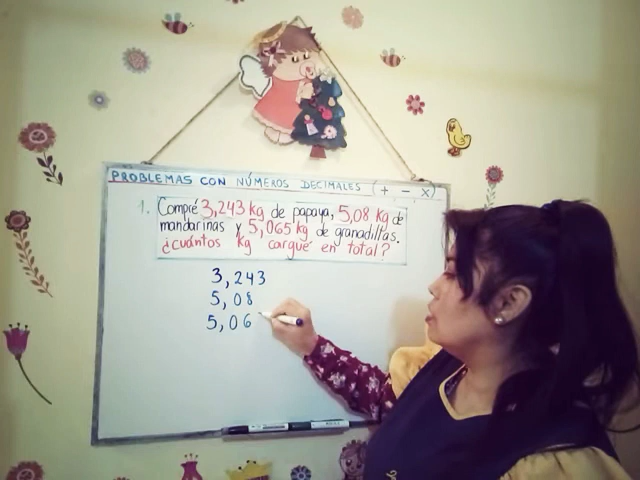 PROBLEMAS CON NÚMEROS DECIMALES (+ - x)
1. Compré 3,243 kg de papaya, 5,08 kg de
mandarinas y 5,065 kg de granadillas.
¿cuántos kg cargué en total?
3,243
5,08
5,06